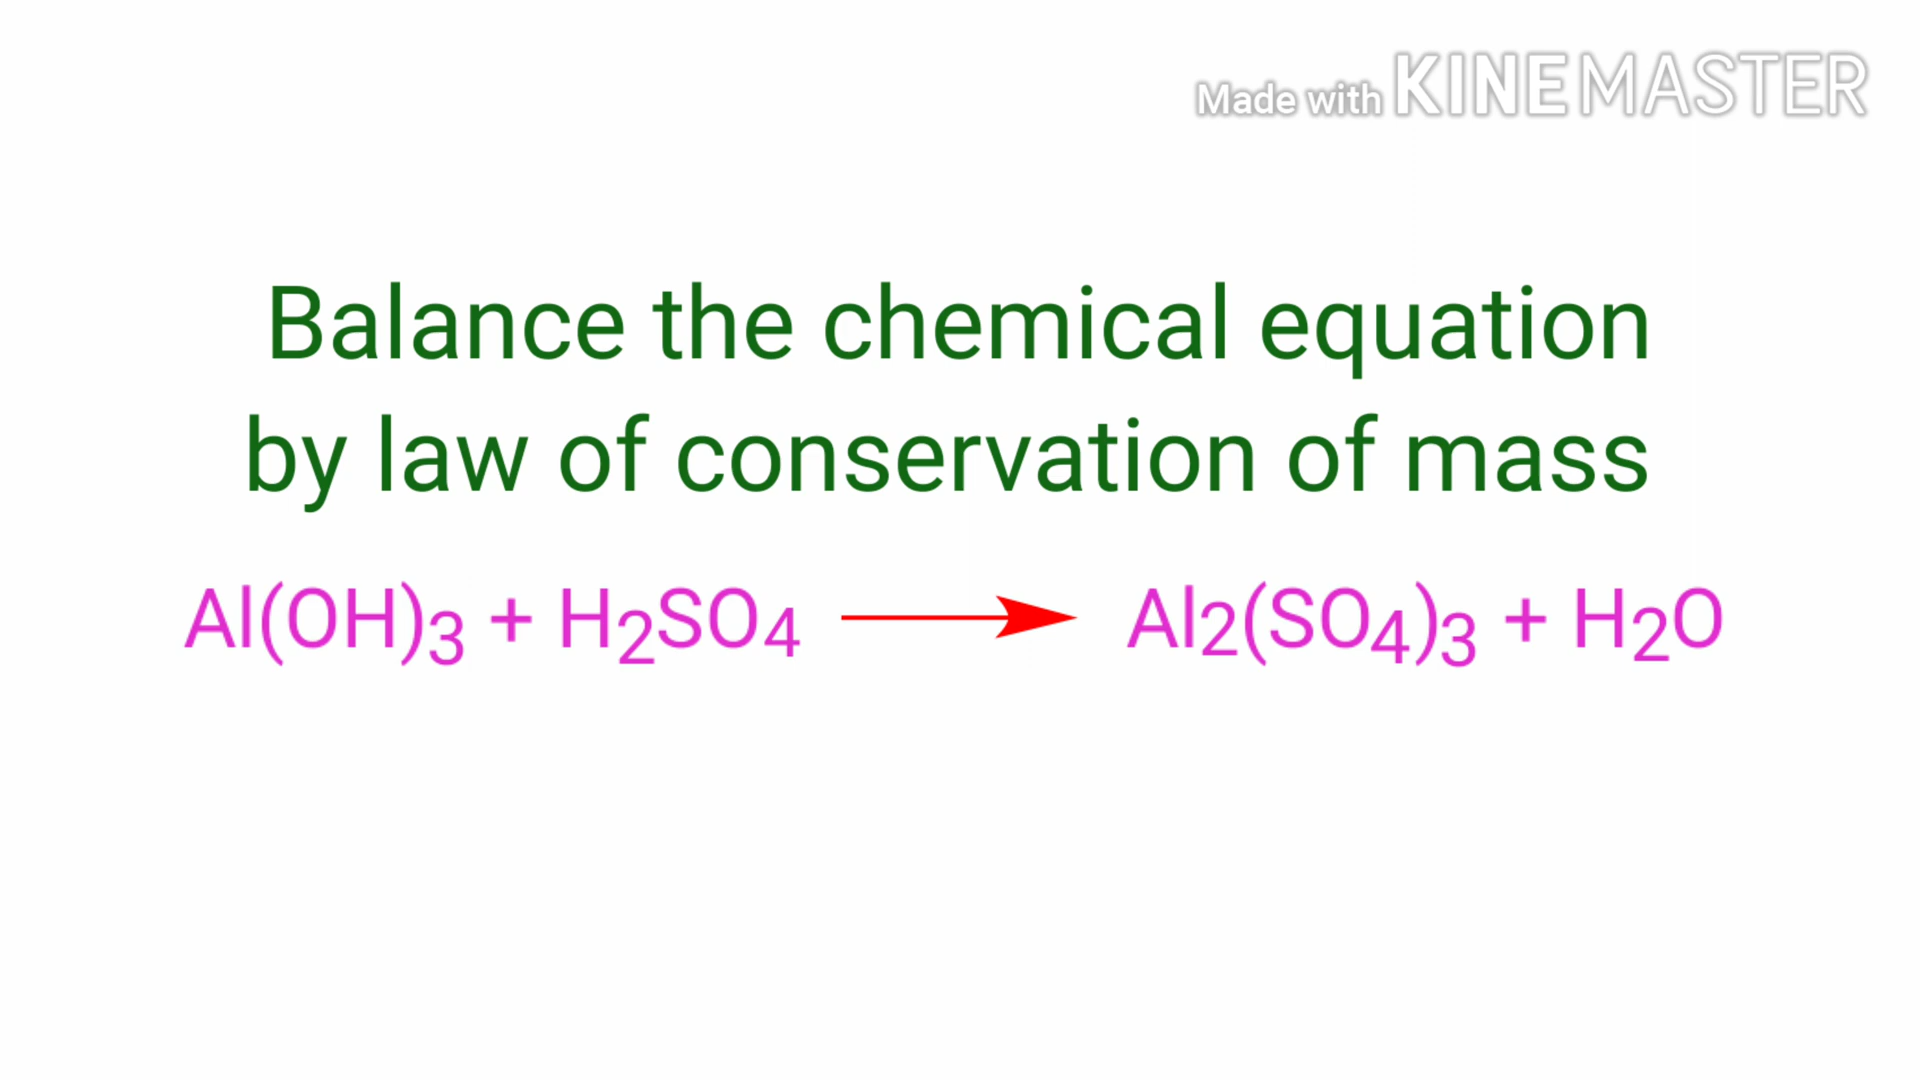 Made with KINEMASTER
Balance the chemical equation
by law of conservation of mass
Al(OH)3 + H2SO4 → Al2(SO4)3 + H2O